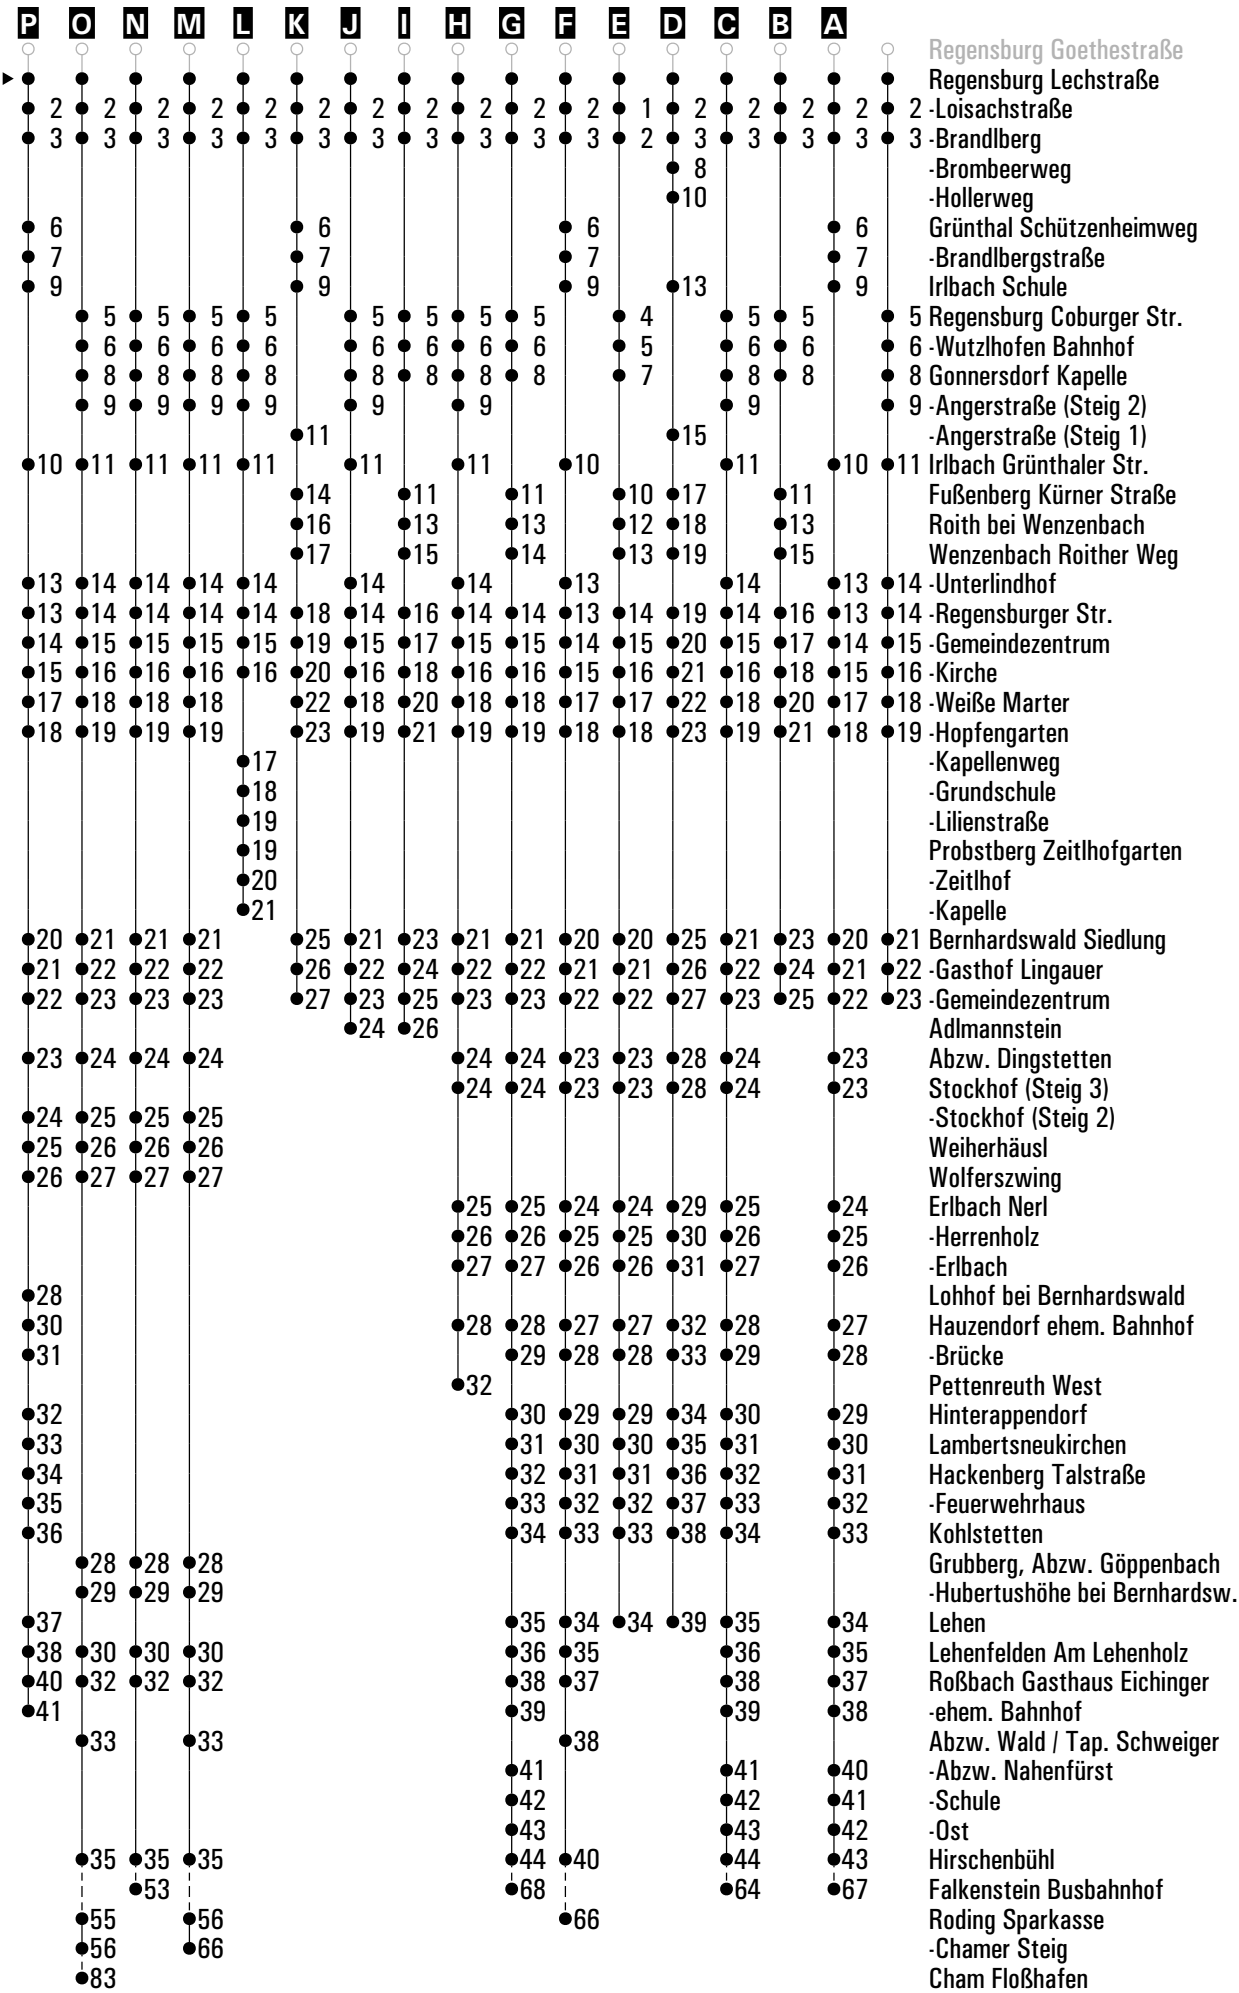 P O N M L K J I H G F E D C B A
Regensburg Goethestraße
Regensburg Lechstraße
2 2 2 2 2 2 2 2 2 2 2 1 2 2 2 2 2 -Loisachstraße
3 3 3 3 3 3 3 3 3 3 3 2 3 3 3 3 3 -Brandlberg
8 -Brombeerweg
10 -Hollerweg
6 6 6 6 Grünthal Schützenheimweg
7 7 7 7 -Brandlbergstraße
9 9 9 13 9 Irlbach Schule
5 5 5 5 5 5 5 5 4 5 5 5 Regensburg Coburger Str.
6 6 6 6 6 6 6 6 5 6 6 6 -Wutzlhofen Bahnhof
8 8 8 8 8 8 8 8 7 8 8 8 Gonnersdorf Kapelle
9 9 9 9 9 9 9 9 -Angerstraße (Steig 2)
11 15 -Angerstraße (Steig 1)
10 11 11 11 11 11 11 10 11 10 11 Irlbach Grünthaler Str.
14 11 11 10 17 11 Fußenberg Kürner Straße
16 13 13 12 18 13 Roith bei Wenzenbach
17 15 14 13 19 15 Wenzenbach Roither Weg
13 14 14 14 14 14 14 13 14 13 14 -Unterlindhof
13 14 14 14 14 18 14 16 14 14 13 14 19 14 16 13 14 -Regensburger Str.
14 15 15 15 15 19 15 17 15 15 14 15 20 15 17 14 15 -Gemeindezentrum
15 16 16 16 16 20 16 18 16 16 15 16 21 16 18 15 16 -Kirche
17 18 18 18 22 18 20 18 18 17 17 22 18 20 17 18 -Weiße Marter
18 19 19 19 23 19 21 19 19 18 18 23 19 21 18 19 -Hopfengarten
17 -Kapellenweg
18 -Grundschule
19 -Lilienstraße
19 Probstberg Zeitlhofgarten
20 -Zeitlhof
21 -Kapelle
20 21 21 21 25 21 23 21 21 20 20 25 21 23 20 21 Bernhardswald Siedlung
21 22 22 22 26 22 24 22 22 21 21 26 22 24 21 22 -Gasthof Lingauer
22 23 23 23 27 23 25 23 23 22 22 27 23 25 22 23 -Gemeindezentrum
24 26 Adlmannstein
23 24 24 24 24 24 23 23 28 24 23 Abzw. Dingstetten
24 24 23 23 28 24 23 Stockhof (Steig 3)
24 25 25 25 -Stockhof (Steig 2)
25 26 26 26 Weiherhäusl
26 27 27 27 Wolferszwing
25 25 24 24 29 25 24 Erlbach Nerl
26 26 25 25 30 26 25 -Herrenholz
27 27 26 26 31 27 26 -Erlbach
28 Lohhof bei Bernhardswald
30 28 28 27 27 32 28 27 Hauzendorf ehem. Bahnhof
31 29 28 28 33 29 28 -Brücke
32 Pettenreuth West
32 30 29 29 34 30 29 Hinterappendorf
33 31 30 30 35 31 30 Lambertsneukirchen
34 32 31 31 36 32 31 Hackenberg Talstraße
35 33 32 32 37 33 32 -Feuerwehrhaus
36 34 33 33 38 34 33 Kohlstetten
28 28 28 Grubberg, Abzw. Göppenbach
29 29 29 -Hubertushöhe bei Bernhardsw.
37 35 34 34 39 35 34 Lehen
38 30 30 30 36 35 36 35 Lehenfelden Am Lehenholz
40 32 32 32 38 37 38 37 Roßbach Gasthaus Eichinger
41 39 39 38 -ehem. Bahnhof
33 33 38 Abzw. Wald / Tap. Schweiger
41 41 40 -Abzw. Nahenfürst
42 42 41 -Schule
43 43 42 -Ost
35 35 35 44 40 44 43 Hirschenbühl
53 68 64 67 Falkenstein Busbahnhof
55 56 66 Roding Sparkasse
56 66 -Chamer Steig
83 Cham Floßhafen